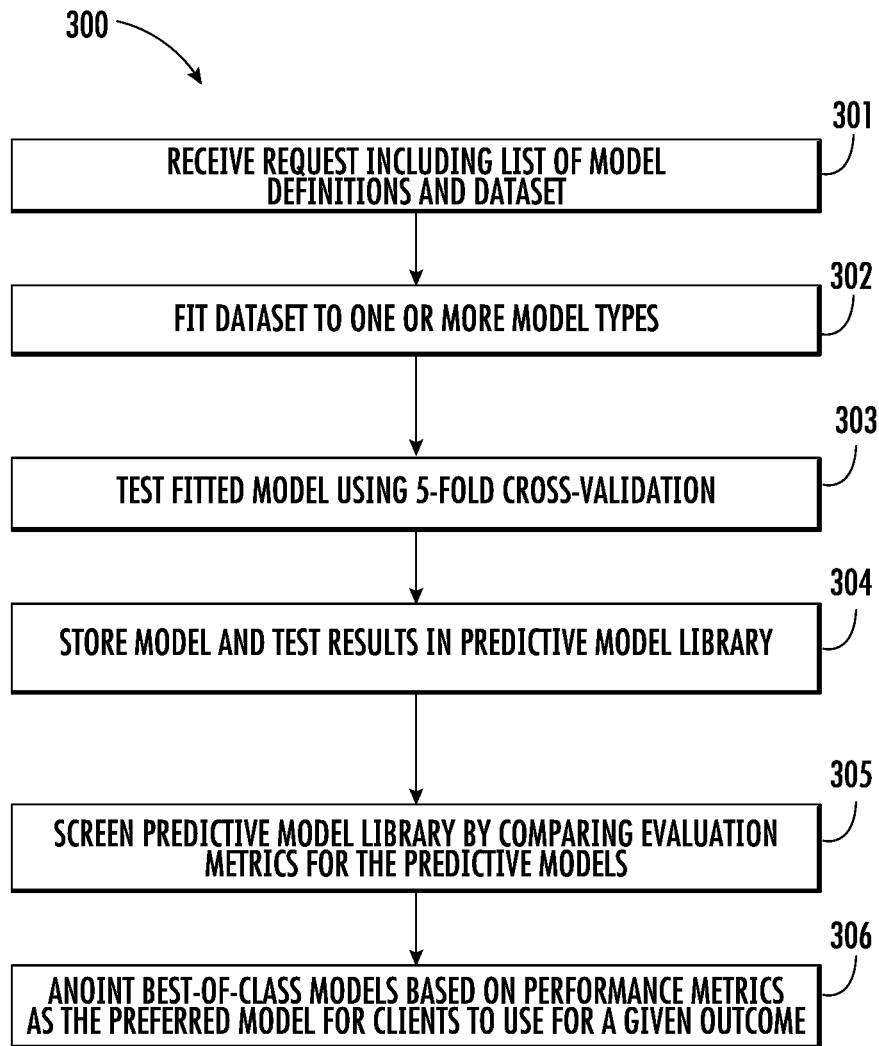 300
301
RECEIVE REQUEST INCLUDING LIST OF MODEL
DEFINITIONS AND DATASET
302
FIT DATASET TO ONE OR MORE MODEL TYPES
303
TEST FITTED MODEL USING 5-FOLD CROSS-VALIDATION
304
STORE MODEL AND TEST RESULTS IN PREDICTIVE MODEL LIBRARY
305
SCREEN PREDICTIVE MODEL LIBRARY BY COMPARING EVALUATION
METRICS FOR THE PREDICTIVE MODELS
306
ANOINT BEST-OF-CLASS MODELS BASED ON PERFORMANCE METRICS
AS THE PREFERRED MODEL FOR CLIENTS TO USE FOR A GIVEN OUTCOME